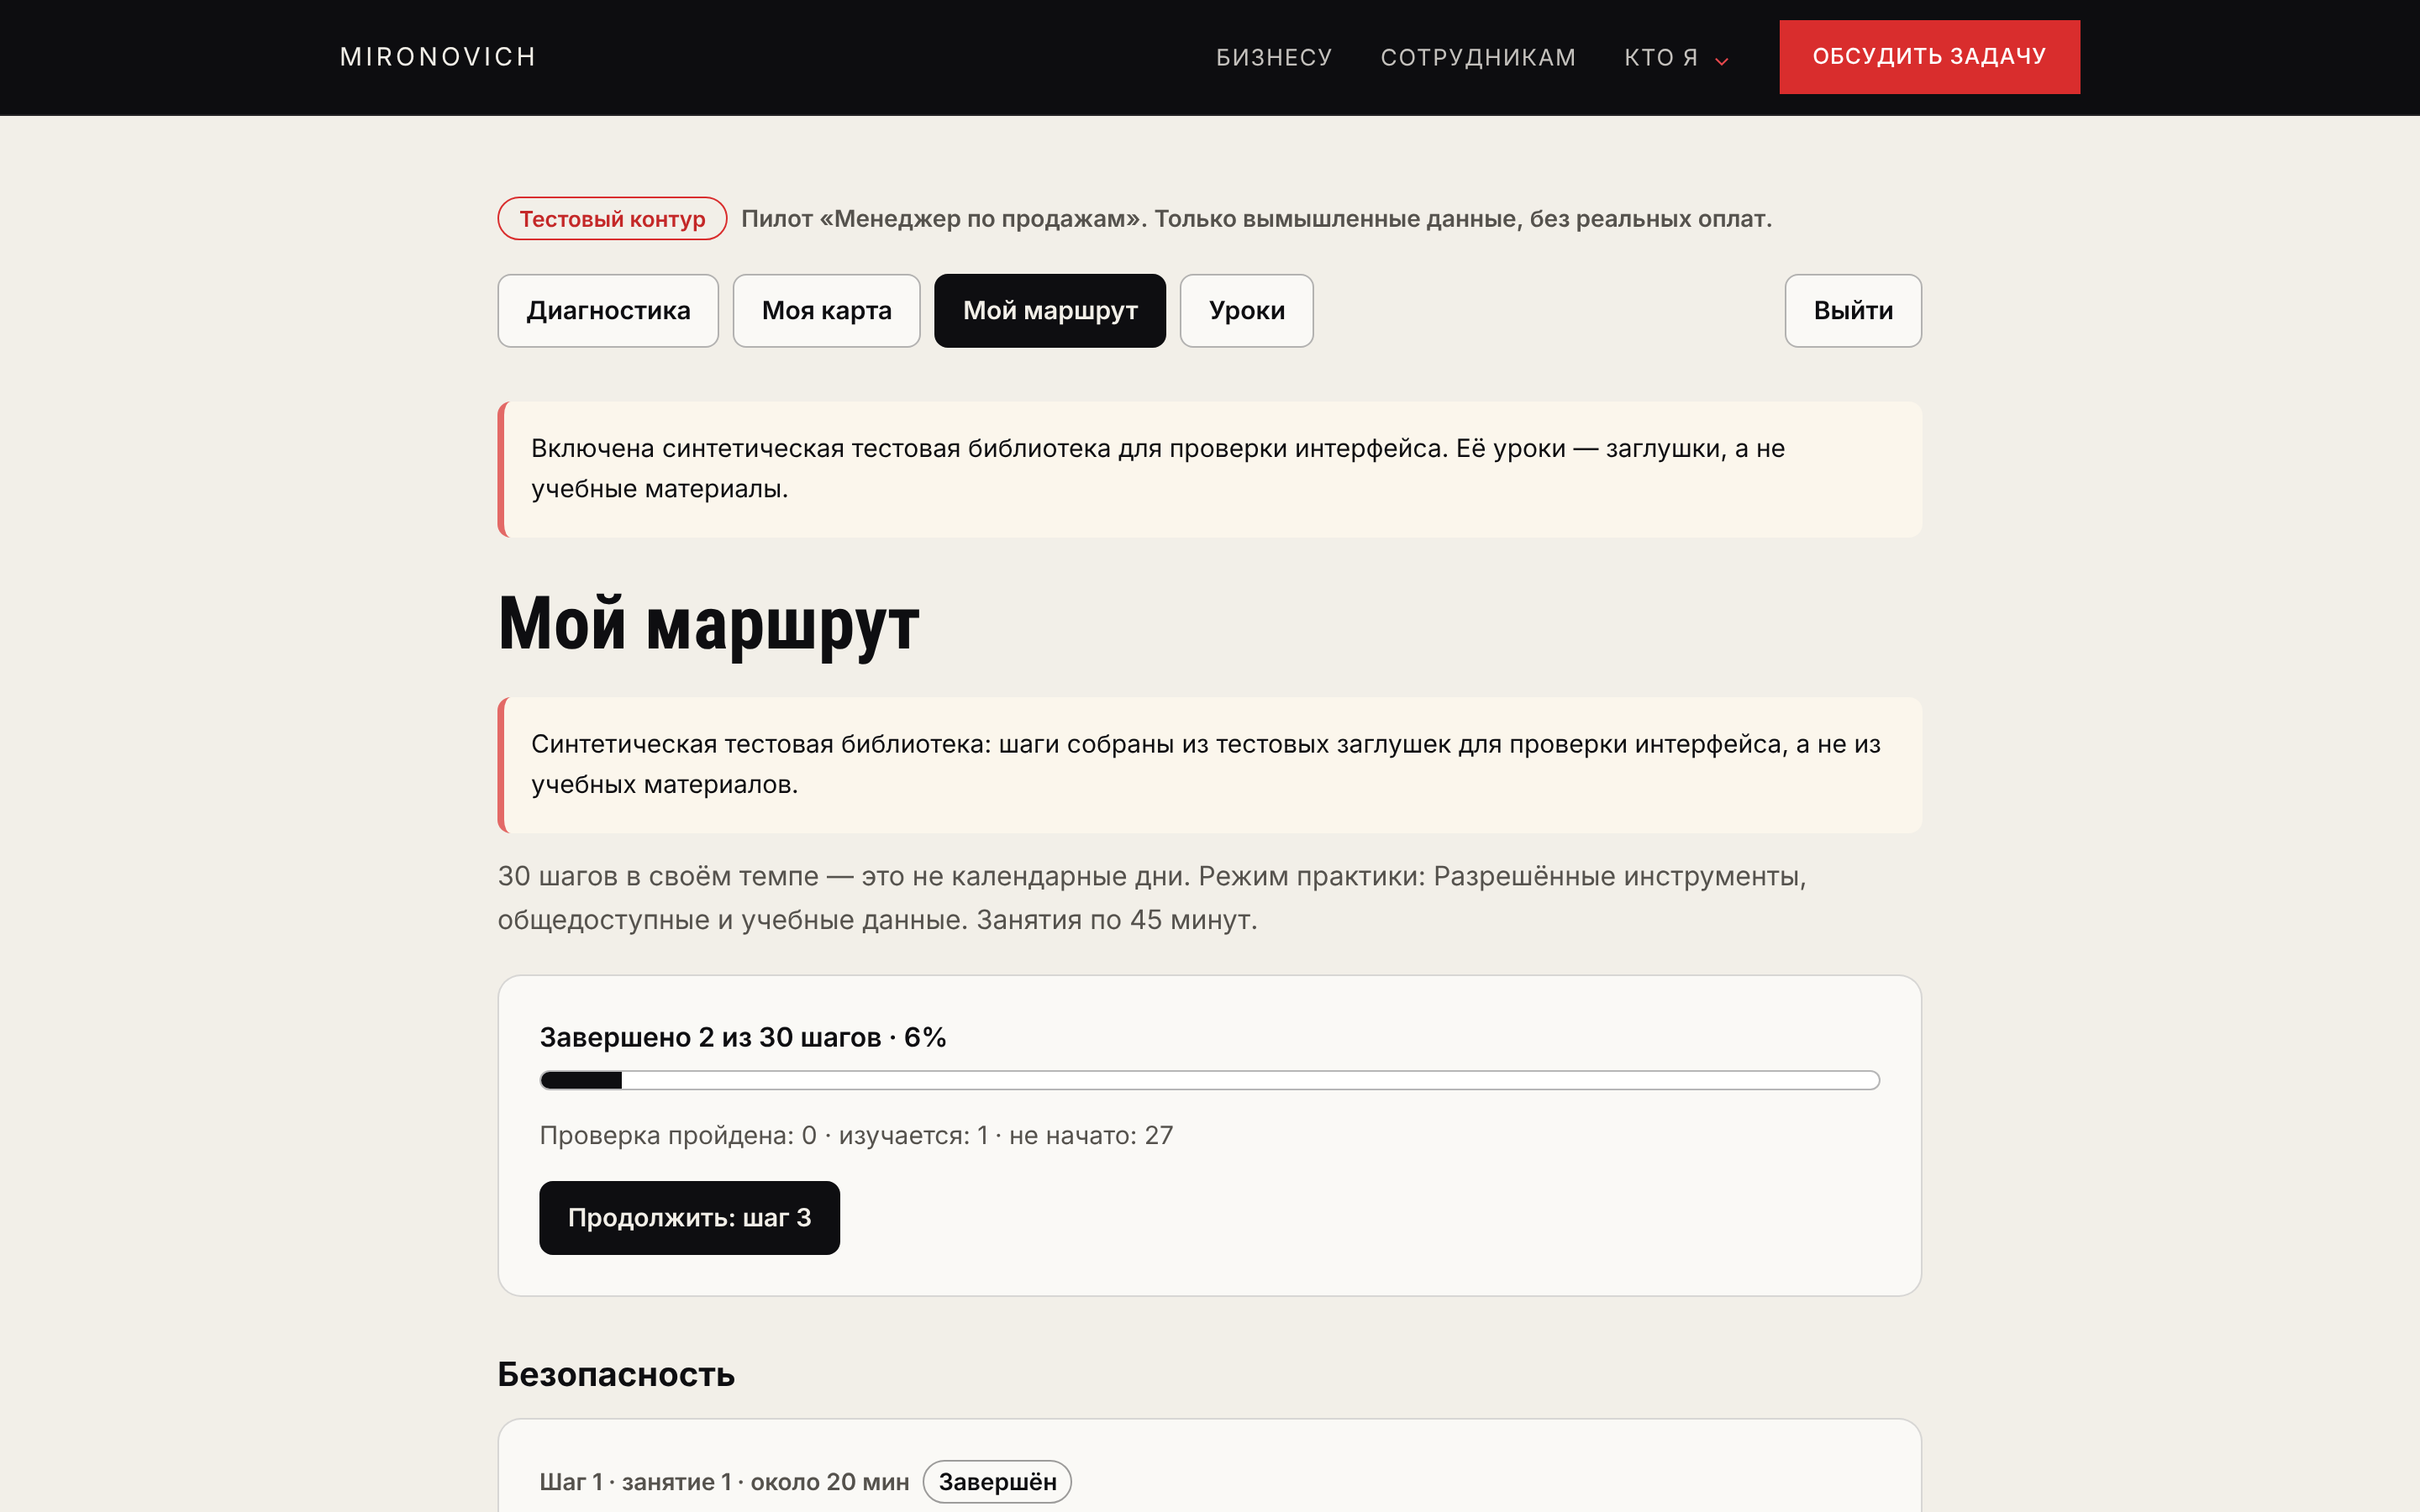 MIRONOVICH
БИЗНЕСУ
СОТРУДНИКАМ
КТО Я
ОБСУДИТЬ ЗАДАЧУ
Тестовый контур
Пилот «Менеджер по продажам». Только вымышленные данные, без реальных оплат.
Диагностика
Моя карта
Мой маршрут
Уроки
Выйти
Включена синтетическая тестовая библиотека для проверки интерфейса. Её уроки — заглушки, а не
учебные материалы.
Мой маршрут
Синтетическая тестовая библиотека: шаги собраны из тестовых заглушек для проверки интерфейса, а не из
учебных материалов.
30 шагов в своём темпе — это не календарные дни. Режим практики: Разрешённые инструменты,
общедоступные и учебные данные. Занятия по 45 минут.
Завершено 2 из 30 шагов · 6%
Проверка пройдена: 0 · изучается: 1 · не начато: 27
Продолжить: шаг 3
Безопасность
Шаг 1 · занятие 1 · около 20 мин
Завершён